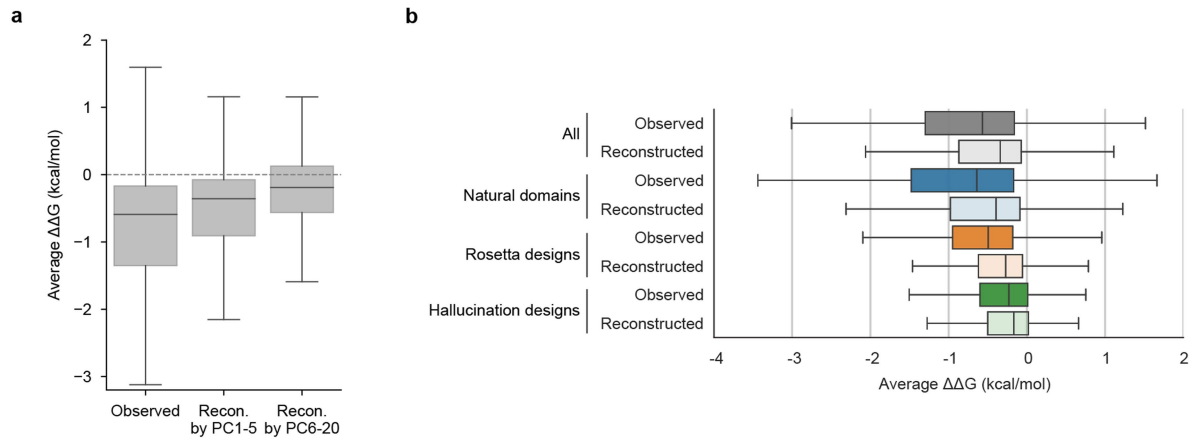 a
b
2
1
0
−1
−2
−3
Average ΔΔG (kcal/mol)
Observed
Recon.
by PC1-5
Recon.
by PC6-20
All
Observed
Reconstructed
Natural domains
Observed
Reconstructed
Rosetta designs
Observed
Reconstructed
Hallucination designs
Observed
Reconstructed
-4 -3 -2 -1 0 1 2
Average ΔΔG (kcal/mol)